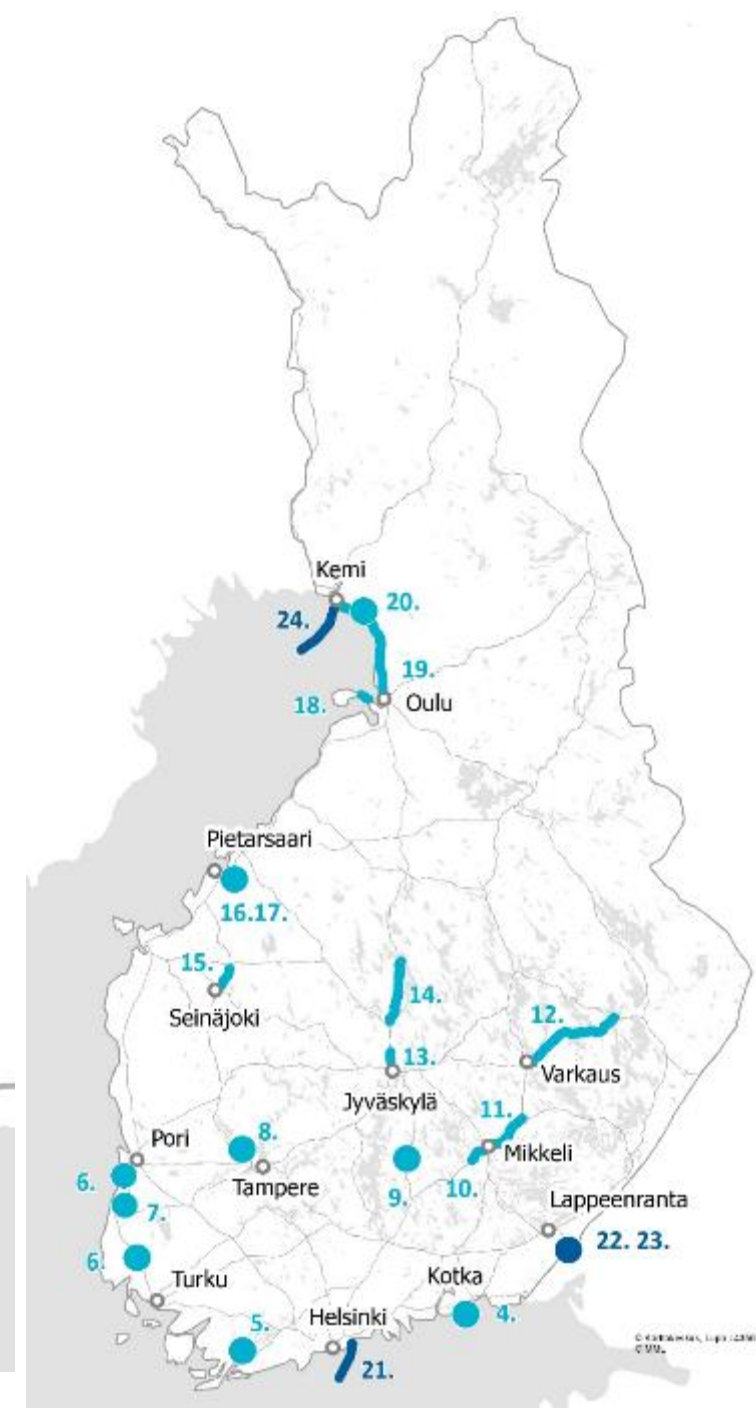 Kemi
20.
24.
19.
18.
Oulu
Pietarsaari
16.17.
15.
14.
Seinäjoki
12.
13.
Varkaus
Jyväskylä
11.
Pori
8.
Mikkeli
6.
Tampere
9.
10.
7.
Lappeenranta
22. 23.
6.
Turku
Kotka
5.
Helsinki
4.
21.